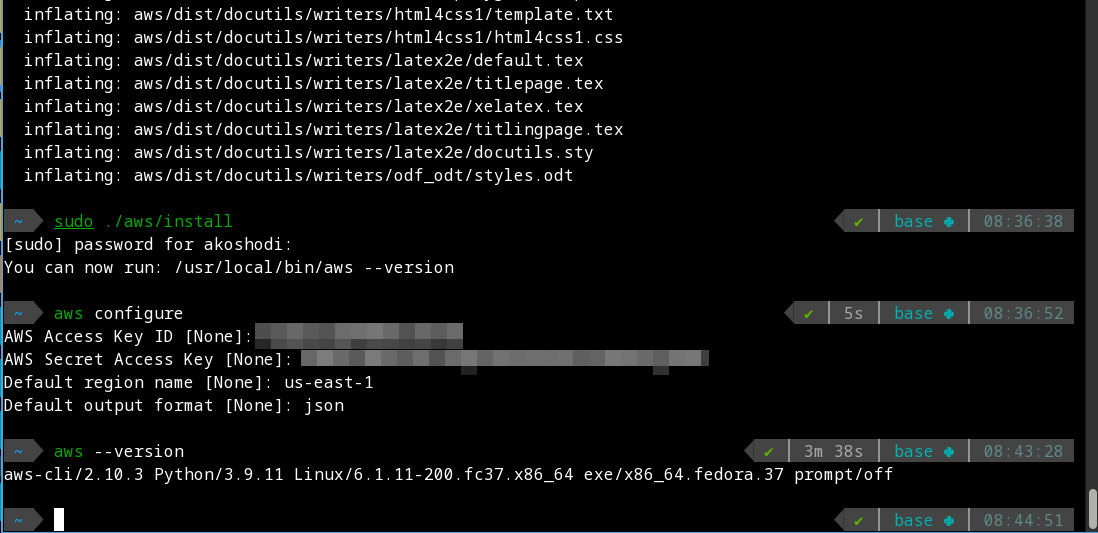 inflating: aws/dist/docutils/writers/html4css1/template.txt
inflating: aws/dist/docutils/writers/html4css1/html4css1.css
inflating: aws/dist/docutils/writers/latex2e/default.tex
inflating: aws/dist/docutils/writers/latex2e/titlepage.tex
inflating: aws/dist/docutils/writers/latex2e/xelatex.tex
inflating: aws/dist/docutils/writers/latex2e/titlingpage.tex
inflating: aws/dist/docutils/writers/latex2e/docutils.sty
inflating: aws/dist/docutils/writers/odf_odt/styles.odt
~ sudo ./aws/install ✔ base 08:36:38
[sudo] password for akoshodi:
You can now run: /usr/local/bin/aws --version
~ aws configure ✔ 5s base 08:36:52
AWS Access Key ID [None]:
AWS Secret Access Key [None]:
Default region name [None]: us-east-1
Default output format [None]: json
~ aws --version ✔ 3m 38s base 08:43:28
aws-cli/2.10.3 Python/3.9.11 Linux/6.1.11-200.fc37.x86_64 exe/x86_64.fedora.37 prompt/off
~ ✔ base 08:44:51